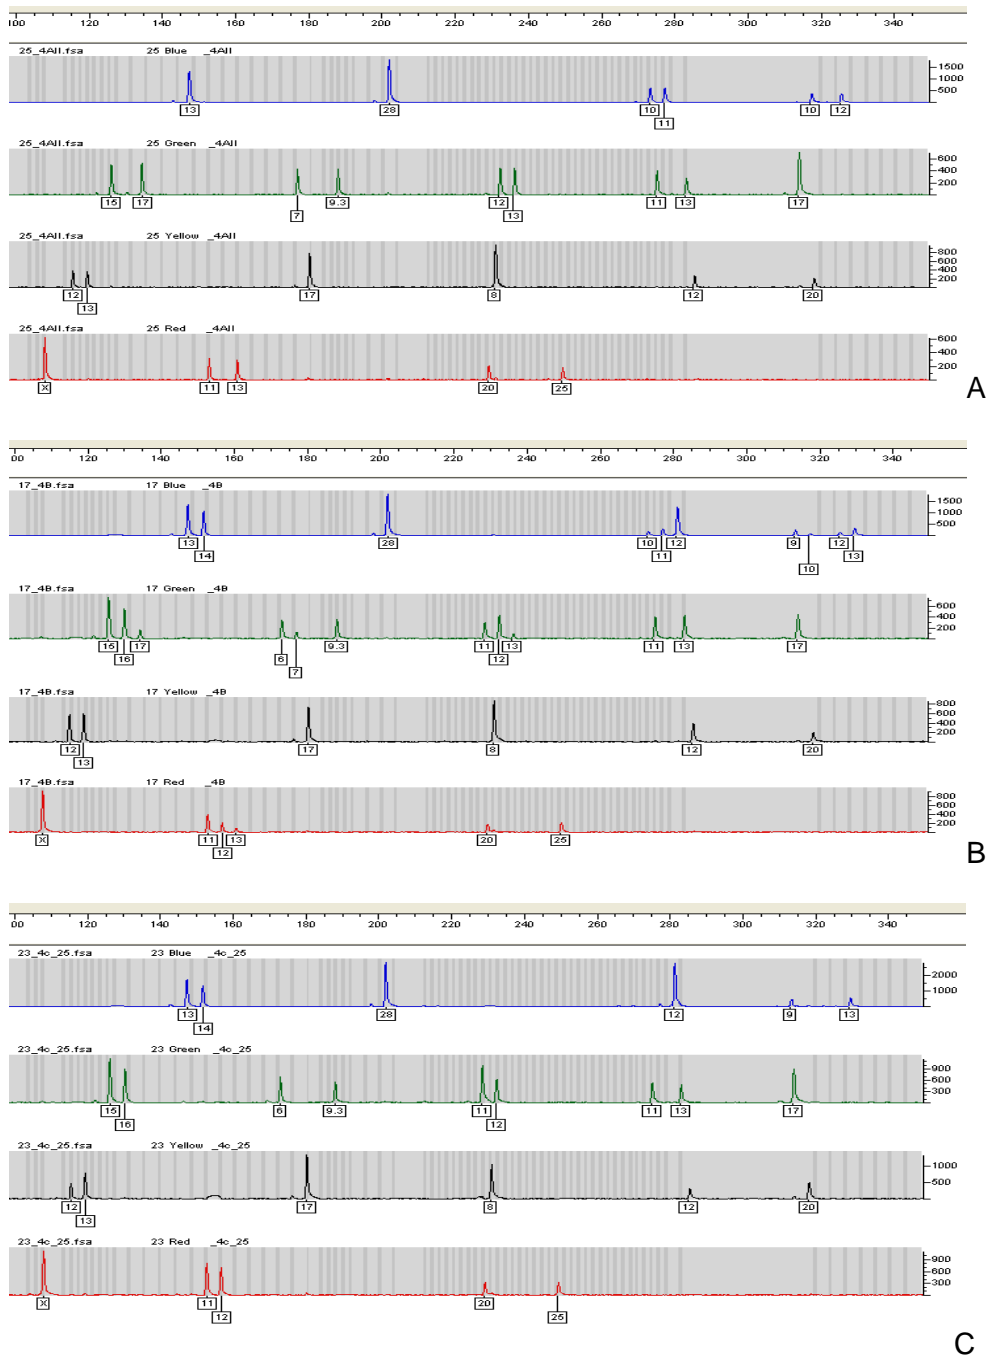 00 120 140 160 180 200 220 240 260 280 300 320 340
25_4All.fsa 25 Blue _4All
1500
1000
500
13 28 10 10 12
11
25_4All.fsa 25 Green _4All
600
400
200
15 17 9.3 12 11 13 17
7 13
25_4All.fsa 25 Yellow _4All
800
600
400
200
12 17 8 12 20
13
25_4All.fsa 25 Red _4All
600
400
200
X 11 13 20 25
A
00 120 140 160 180 200 220 240 260 280 300 320 340
17_4B.fsa 17 Blue _4B
1500
1000
500
13 28 10 12 9 12
14 11 13
10
17_4B.fsa 17 Green _4B
600
400
200
15 17 9.3 11 13 11 13 17
16 6 12
7
17_4B.fsa 17 Yellow _4B
800
600
400
200
12 17 8 12 20
13
17_4B.fsa 17 Red _4B
800
600
400
200
X 11 13 20 25
12
B
00 120 140 160 180 200 220 240 260 280 300 320 340
23_4c_25.fsa 23 Blue _4c_25
2000
1000
13 28 12 9 13
14
23_4c_25.fsa 23 Green _4c_25
900
600
300
15 6 9.3 11 11 13 17
16 12
23_4c_25.fsa 23 Yellow _4c_25
1000
500
12 17 8 12 20
13
23_4c_25.fsa 23 Red _4c_25
900
600
300
X 11 20 25
12
C